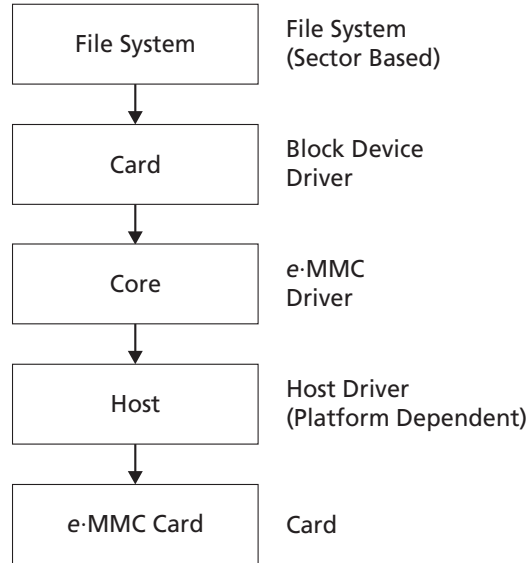 File System
File System
(Sector Based)
Card
Block Device
Driver
Core
e·MMC
Driver
Host
Host Driver
(Platform Dependent)
e·MMC Card
Card